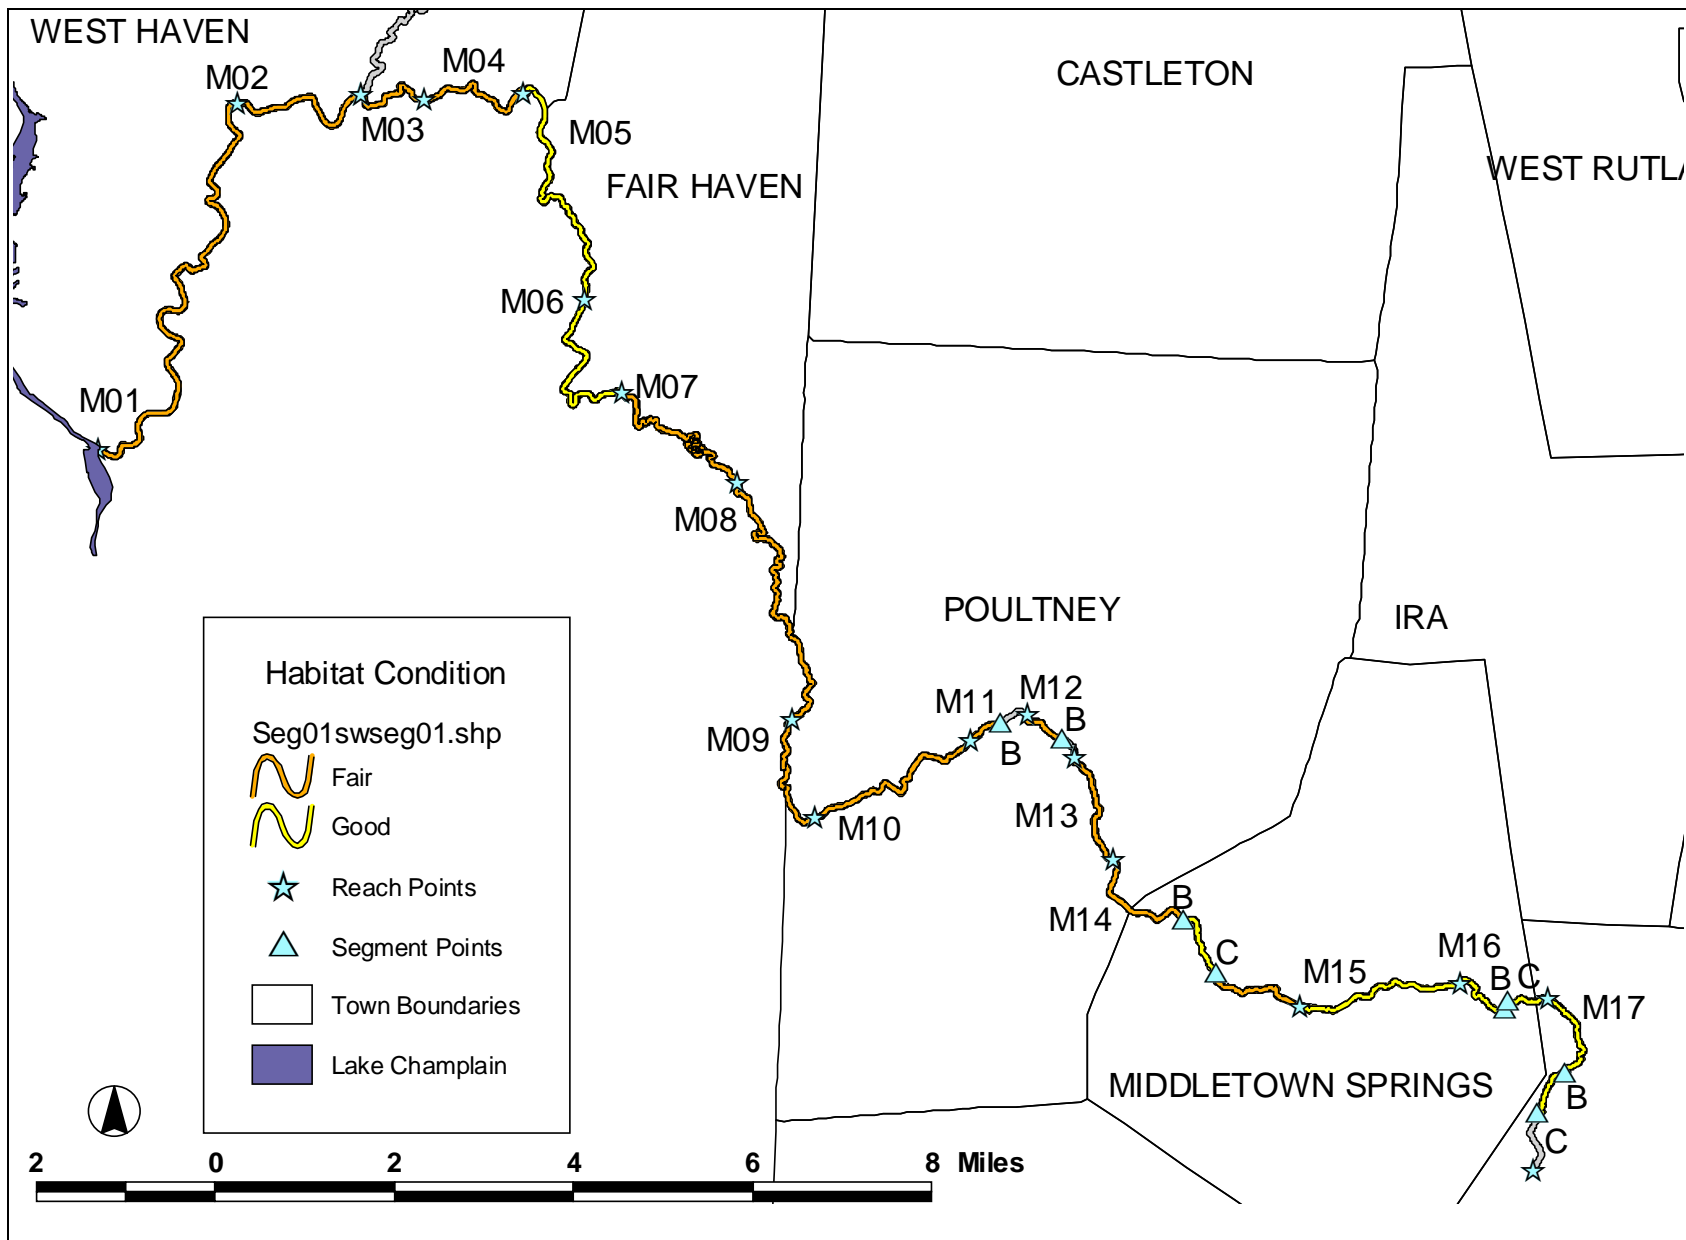 WEST HAVEN
M02
M04
M03
M05
CASTLETON
WEST RUTLA
FAIR HAVEN
M06
M07
M01
M08
POULTNEY
IRA
Habitat Condition
Seg01swseg01.shp
Fair
Good
Reach Points
Segment Points
Town Boundaries
Lake Champlain
M09
M11
M12
B
B
M10
M13
M14
B
C
M15
M16
B
C
M17
MIDDLETOWN SPRINGS
B
C
2 0 2 4 6 8 Miles